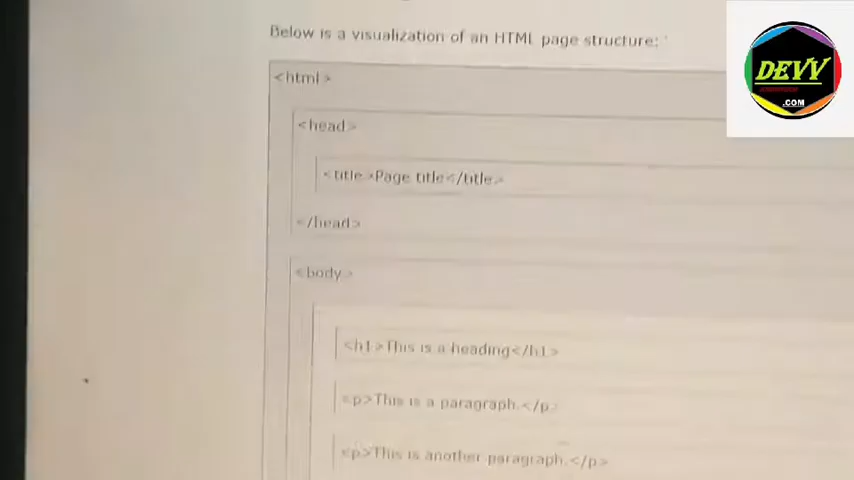 Below is a visualization of an HTML page structure:
<html>
<head>
<title>Page title</title>
</head>
<body>
<h1>This is a heading</h1>
<p>This is a paragraph.</p>
<p>This is another paragraph.</p>
DEVV
.COM